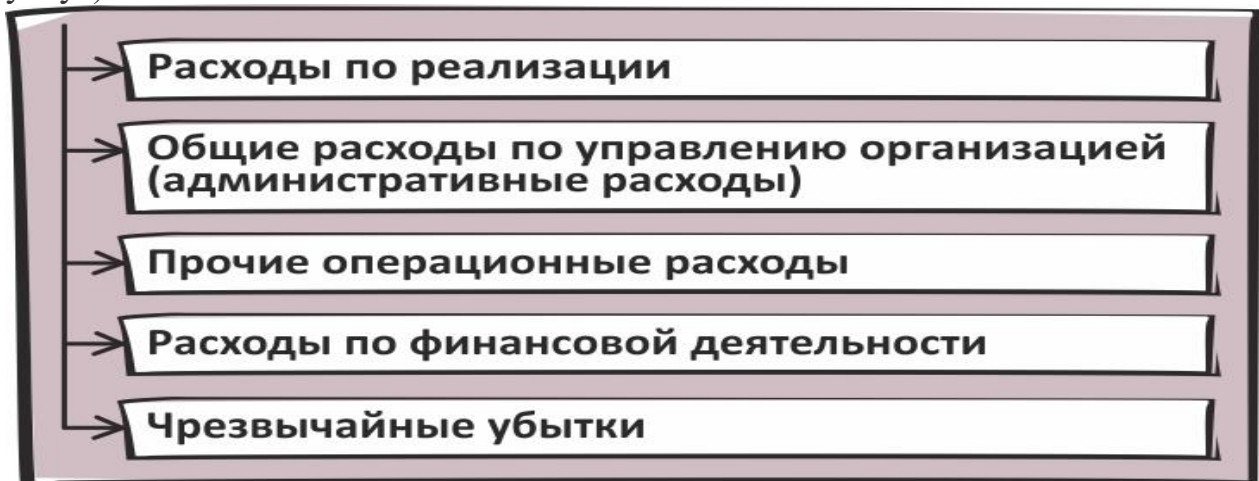 Расходы по реализации
Общие расходы по управлению организацией
(административные расходы)
Прочие операционные расходы
Расходы по финансовой деятельности
Чрезвычайные убытки